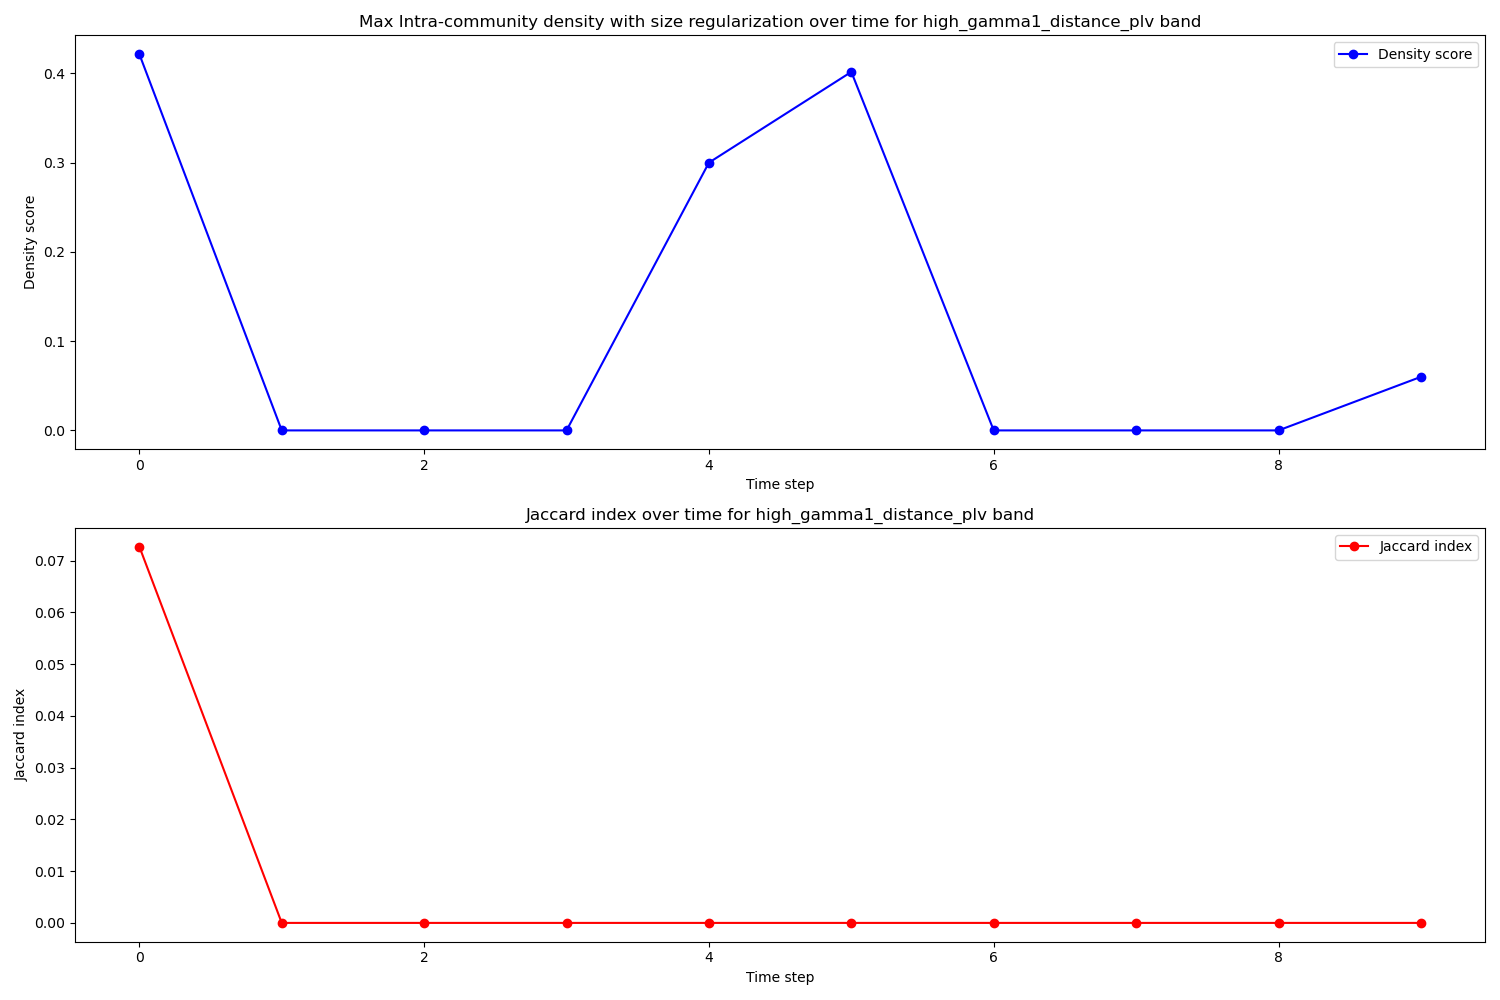 Max Intra-community density with size regularization over time for high_gamma1_distance_plv band
Density score
0.4
0.3
0.2
0.1
0.0
Density score
0 2 4 6 8
Time step
Jaccard index over time for high_gamma1_distance_plv band
Jaccard index
0.07
0.06
0.05
0.04
0.03
0.02
0.01
0.00
Jaccard index
0 2 4 6 8
Time step